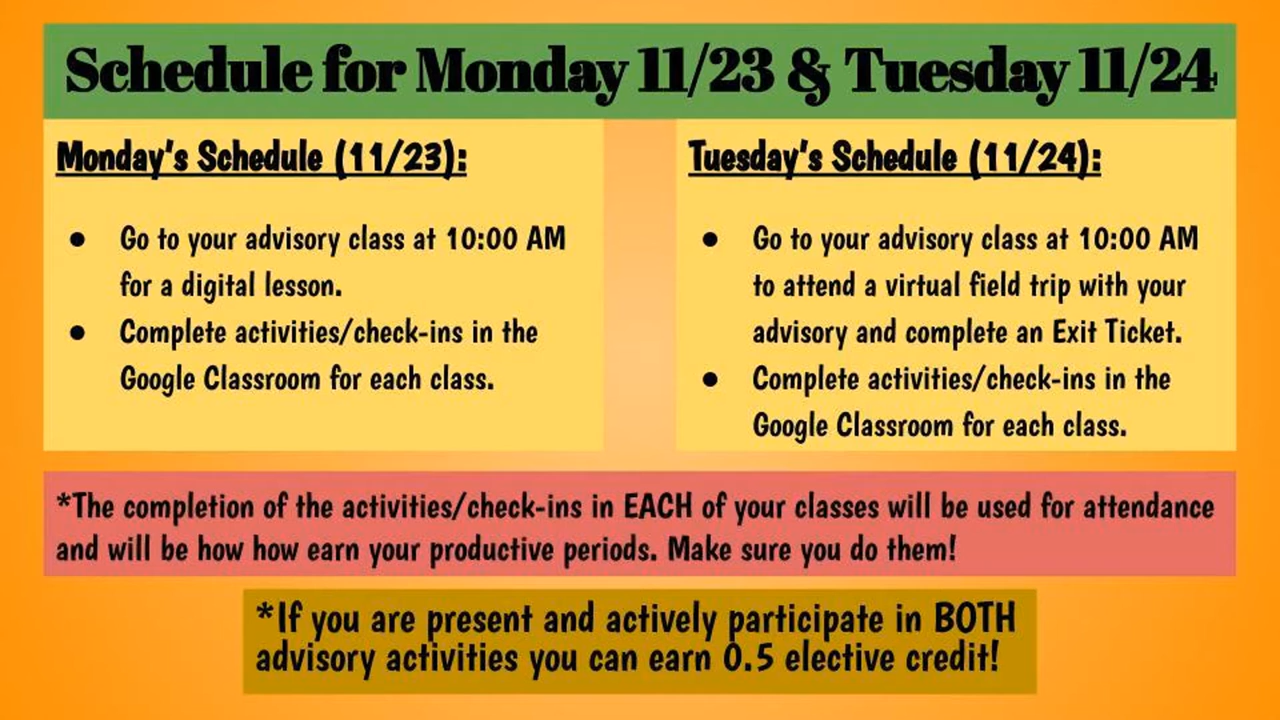 Schedule for Monday 11/23 & Tuesday 11/24
Monday's Schedule (11/23):
● Go to your advisory class at 10:00 AM
for a digital lesson.
● Complete activities/check-ins in the
Google Classroom for each class.
Tuesday's Schedule (11/24):
● Go to your advisory class at 10:00 AM
to attend a virtual field trip with your
advisory and complete an Exit Ticket.
● Complete activities/check-ins in the
Google Classroom for each class.
*The completion of the activities/check-ins in EACH of your classes will be used for attendance
and will be how how earn your productive periods. Make sure you do them!
*If you are present and actively participate in BOTH
advisory activities you can earn 0.5 elective credit!